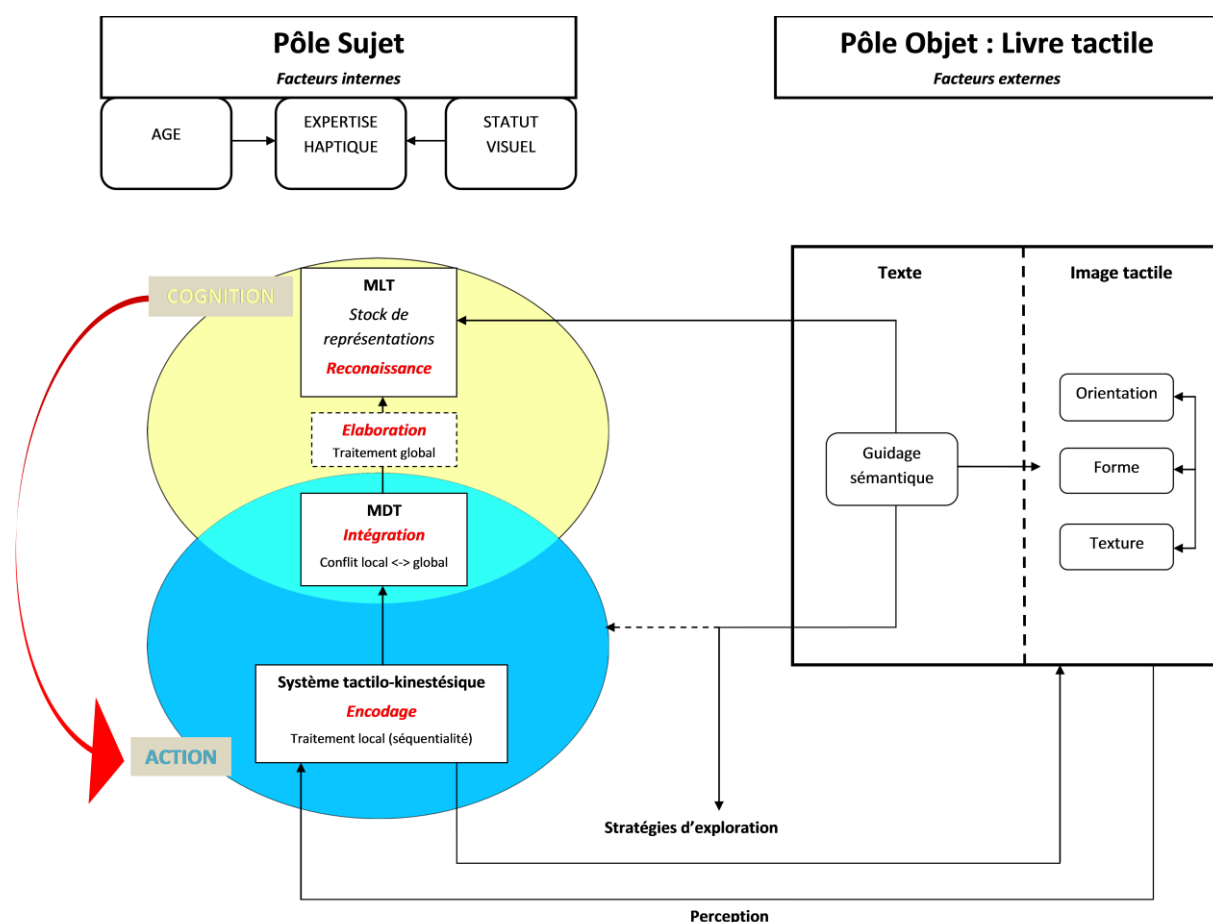 Pôle Sujet
Facteurs internes
Pôle Objet : Livre tactile
Facteurs externes
AGE
EXPERTISE
HAPTIQUE
STATUT
VISUEL
COGNITION
MLT
Stock de
représentations
Reconaissance
Elaboration
Traitement global
MDT
Intégration
Conflit local <-> global
Système tactilo-kinestésique
Encodage
Traitement local (séquentialité)
ACTION
Texte
Image tactile
Guidage
sémantique
Orientation
Forme
Texture
Stratégies d’exploration
Perception